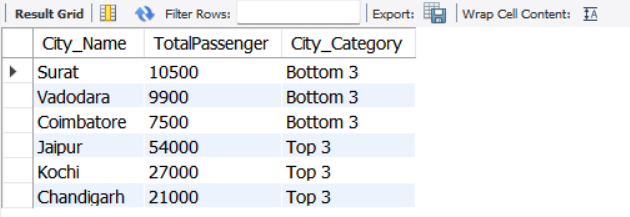 Result Grid Filter Rows: Export: Wrap Cell Content: IA
City_Name TotalPassenger City_Category
Surat 10500 Bottom 3
Vadodara 9900 Bottom 3
Coimbatore 7500 Bottom 3
Jaipur 54000 Top 3
Kochi 27000 Top 3
Chandigarh 21000 Top 3